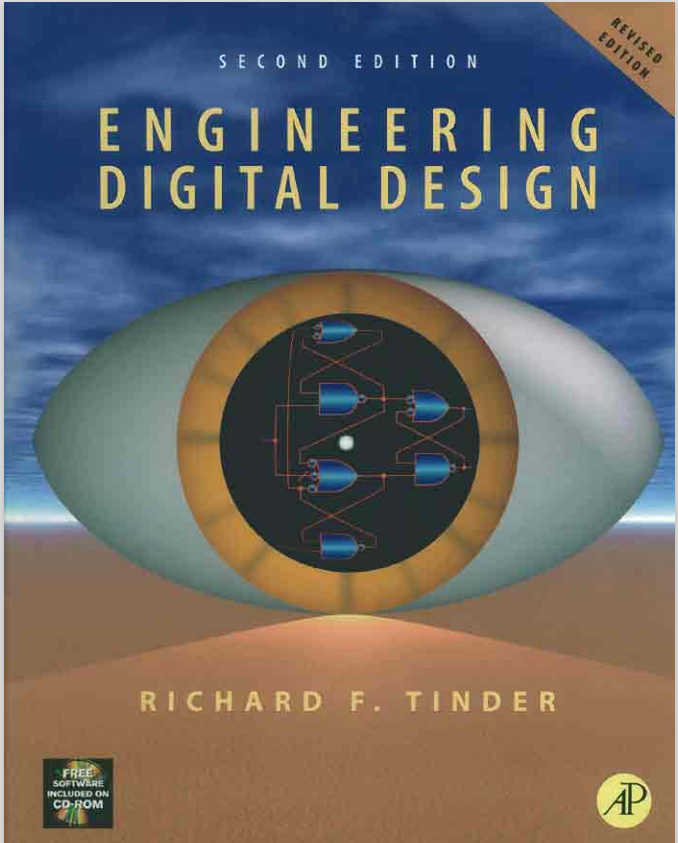 REVISED
EDITION
SECOND EDITION
ENGINEERING
DIGITAL DESIGN
RICHARD F. TINDER
FREE
SOFTWARE
INCLUDED ON
CD-ROM
AP